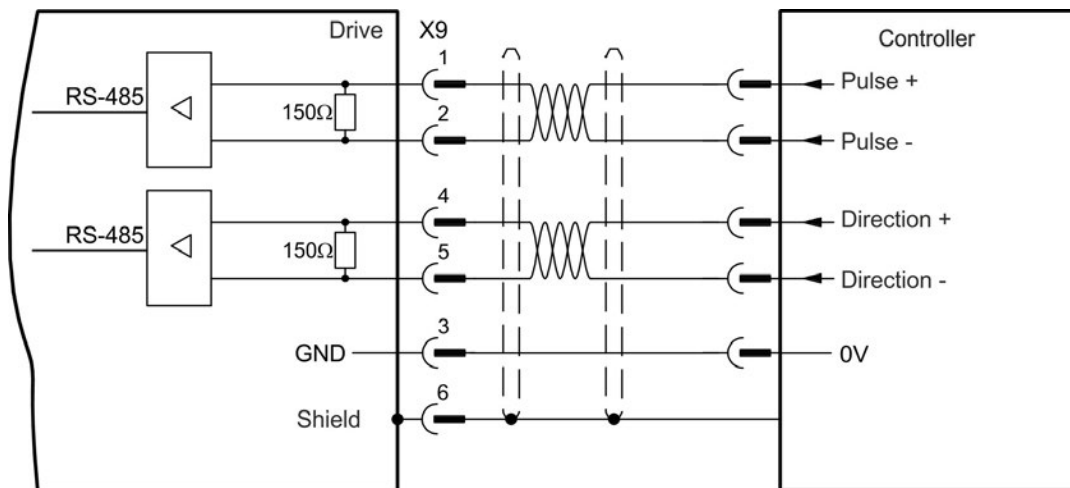 Drive X9
Controller
1
RS-485 150Ω Pulse +
2
Pulse -
4
Direction +
RS-485 150Ω
5
Direction -
3
GND 0V
6
Shield